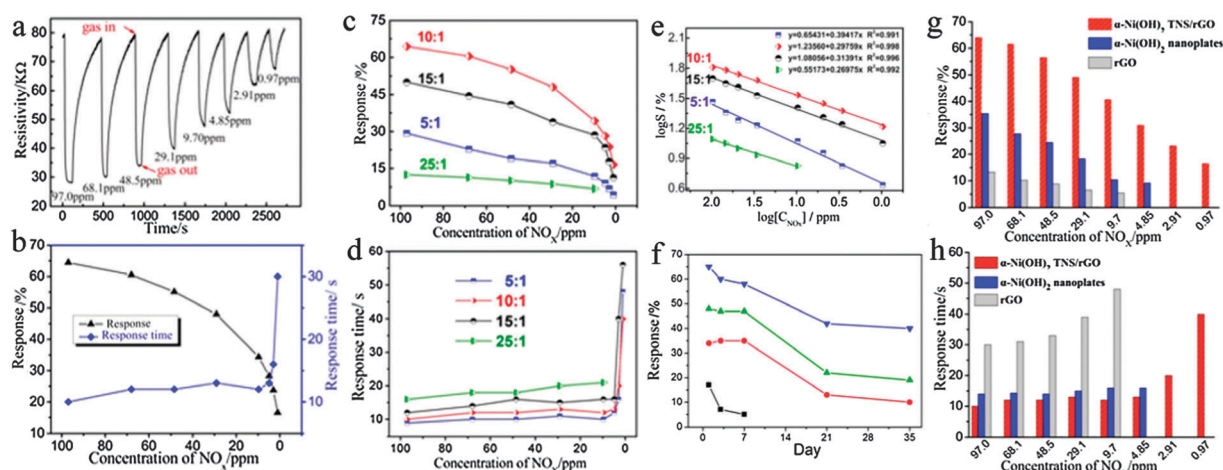 a
Resistivity/KΩ
80
70
60
50
40
30
20
gas in
gas out
97.0ppm
68.1ppm
48.5ppm
29.1ppm
9.70 ppm
4.85ppm
2.91ppm
0.97ppm
0 500 1000 1500 2000 2500
Time/s
b
Response/%
70
60
50
40
30
20
10
Response
Response time
Response time/ s
30
20
10
100 80 60 40 20 0
Concentration of NOX/ppm
c
Response /%
75
60
45
30
15
0
10:1
15:1
5:1
25:1
100 80 60 40 20 0
Concentration of NOX/ppm
d
Response time/ s
60
50
40
30
20
10
0
5:1
10:1
15:1
25:1
100 80 60 40 20 0
Concentration of NOX/ppm
e
logS / %
2.1
1.8
1.5
1.2
0.9
0.6
y=0.65431+0.39417x R²=0.991
y=1.23560+0.29759x R²=0.998
y=1.08056+0.31391x R²=0.996
y=0.55173+0.26975x R²=0.992
10:1
15:1
5:1
25:1
2.0 1.5 1.0 0.5 0.0
log[CNOx] / ppm
f
Response /%
80
70
60
50
40
30
20
10
0
0 7 14 21 28 35
Day
g
Response/%
80
70
60
50
40
30
20
10
0
α-Ni(OH)2 TNS/rGO
α-Ni(OH)2 nanoplates
rGO
97.0 68.1 48.5 29.1 9.7 4.85 2.91 0.97
Concentration of NOx/ppm
h
Response time/s
60
50
40
30
20
10
0
α-Ni(OH)2 TNS/rGO
α-Ni(OH)2 nanoplates
rGO
97.0 68.1 48.5 29.1 9.7 4.85 2.91 0.97
Concentration of NOx/ppm